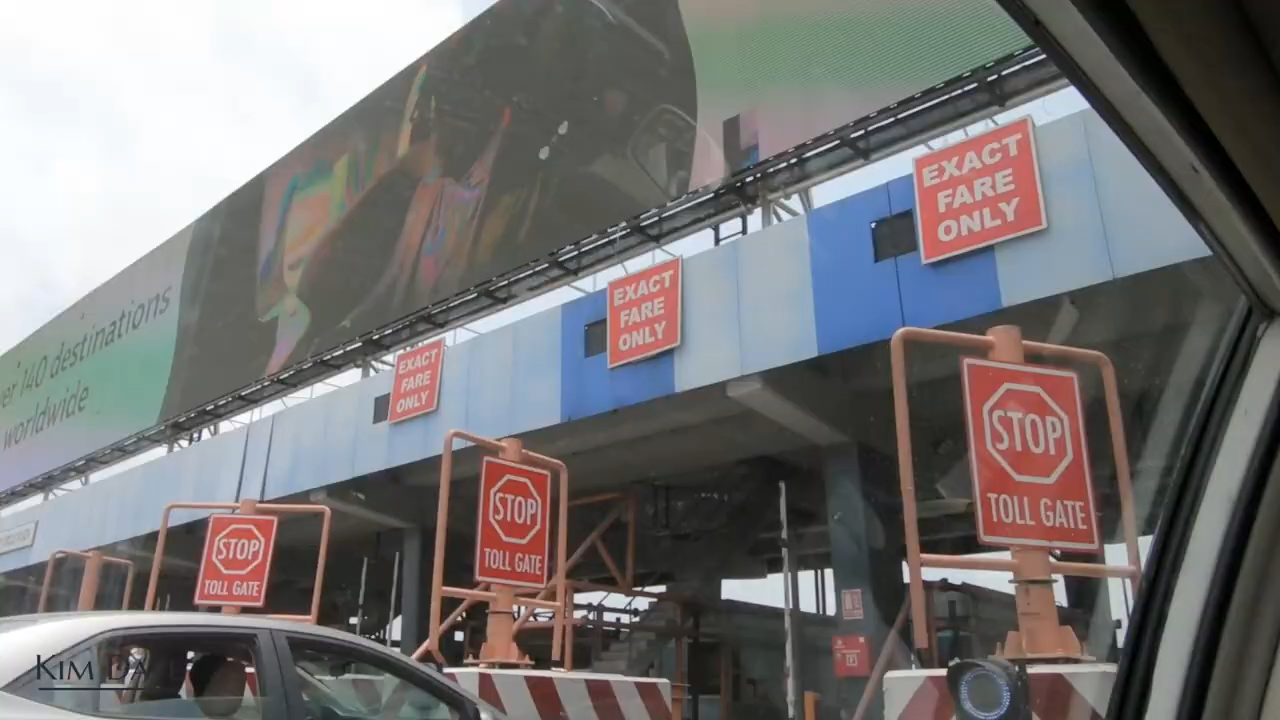 er 140 destinations
worldwide
EXACT
FARE
ONLY
EXACT
FARE
ONLY
EXACT
FARE
ONLY
STOP
TOLL GATE
STOP
TOLL GATE
STOP
TOLL GATE
KIM DA